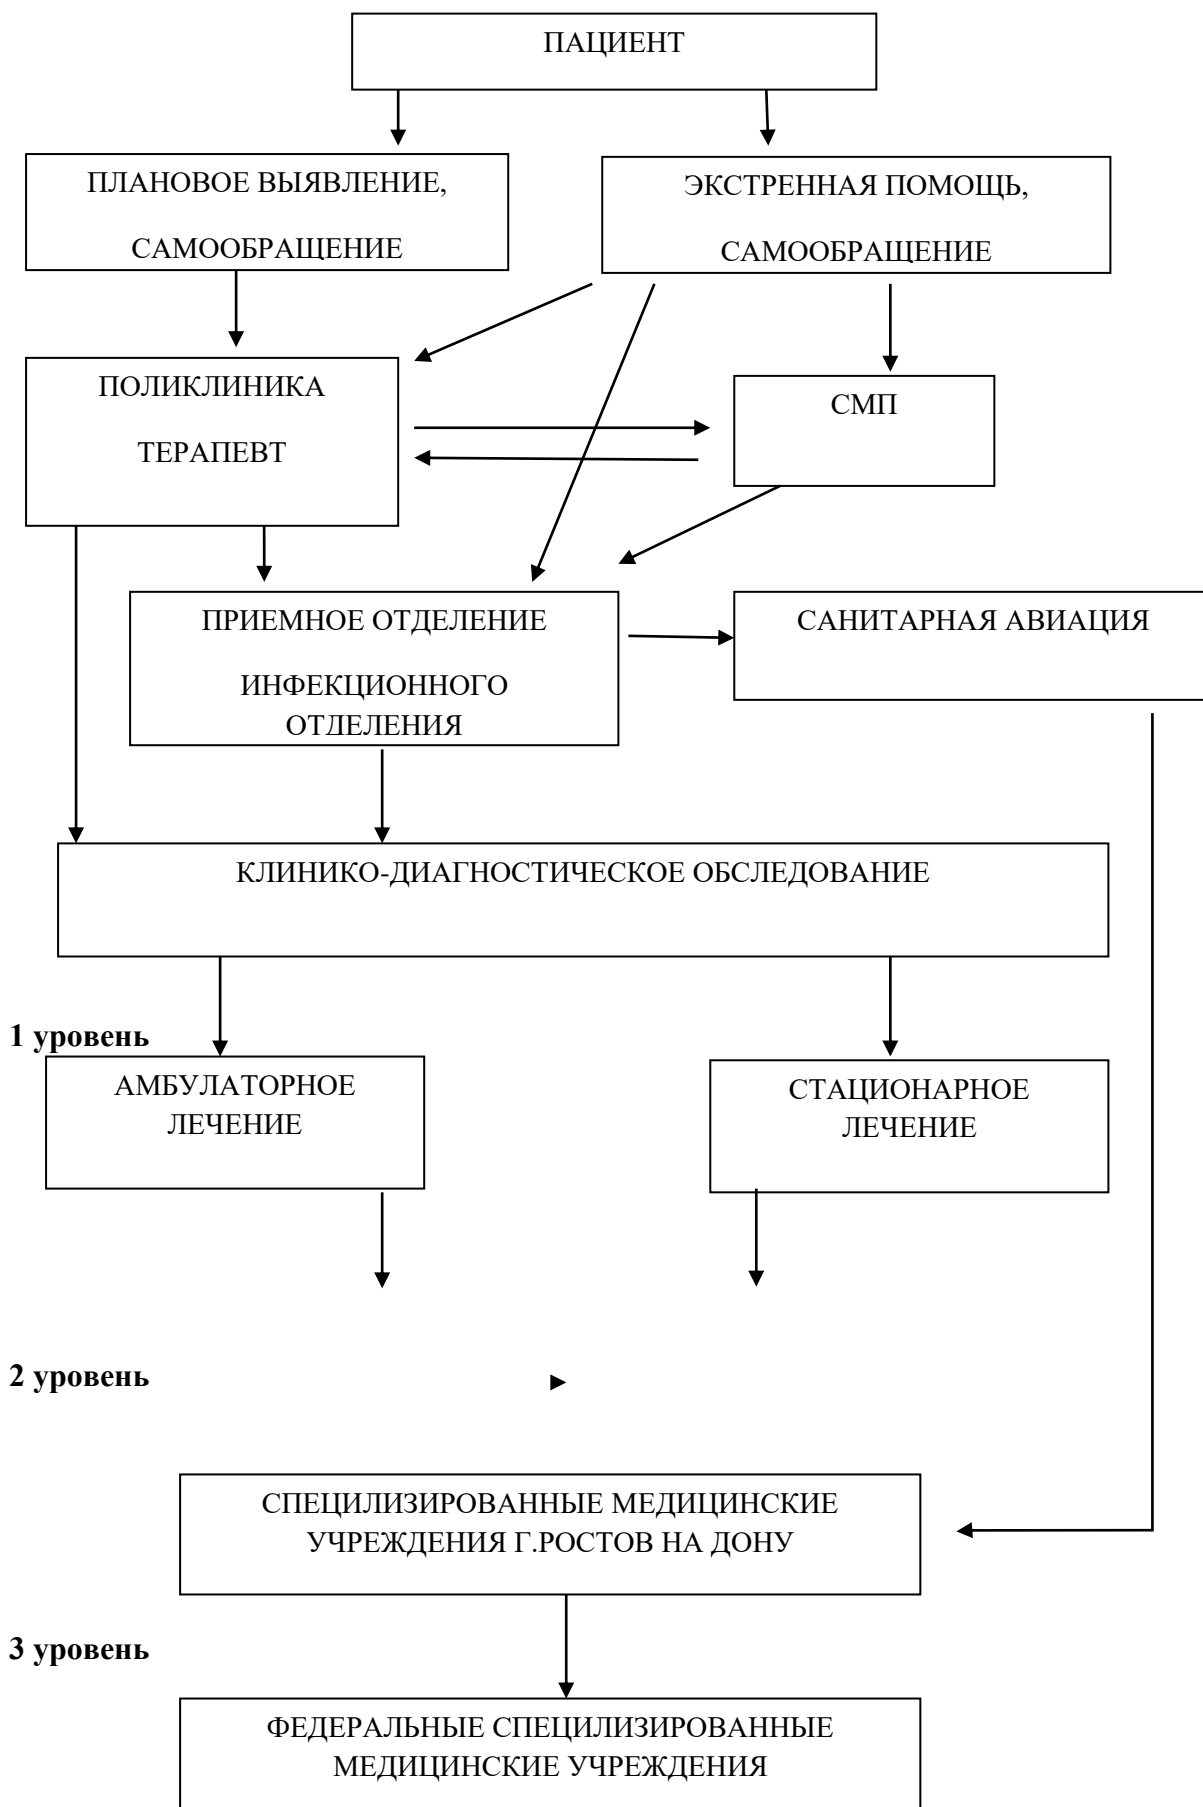 ПАЦИЕНТ
ПЛАНОВОЕ ВЫЯВЛЕНИЕ,
САМООБРАЩЕНИЕ
ЭКСТРЕННАЯ ПОМОЩЬ,
САМООБРАЩЕНИЕ
ПОЛИКЛИНИКА
ТЕРАПЕВТ
СМП
ПРИЕМНОЕ ОТДЕЛЕНИЕ
ИНФЕКЦИОННОГО
ОТДЕЛЕНИЯ
САНИТАРНАЯ АВИАЦИЯ
КЛИНИКО-ДИАГНОСТИЧЕСКОЕ ОБСЛЕДОВАНИЕ
1 уровень
АМБУЛАТОРНОЕ
ЛЕЧЕНИЕ
СТАЦИОНАРНОЕ
ЛЕЧЕНИЕ
2 уровень
СПЕЦИЛИЗИРОВАННЫЕ МЕДИЦИНСКИЕ
УЧРЕЖДЕНИЯ Г.РОСТОВ НА ДОНУ
3 уровень
ФЕДЕРАЛЬНЫЕ СПЕЦИЛИЗИРОВАННЫЕ
МЕДИЦИНСКИЕ УЧРЕЖДЕНИЯ